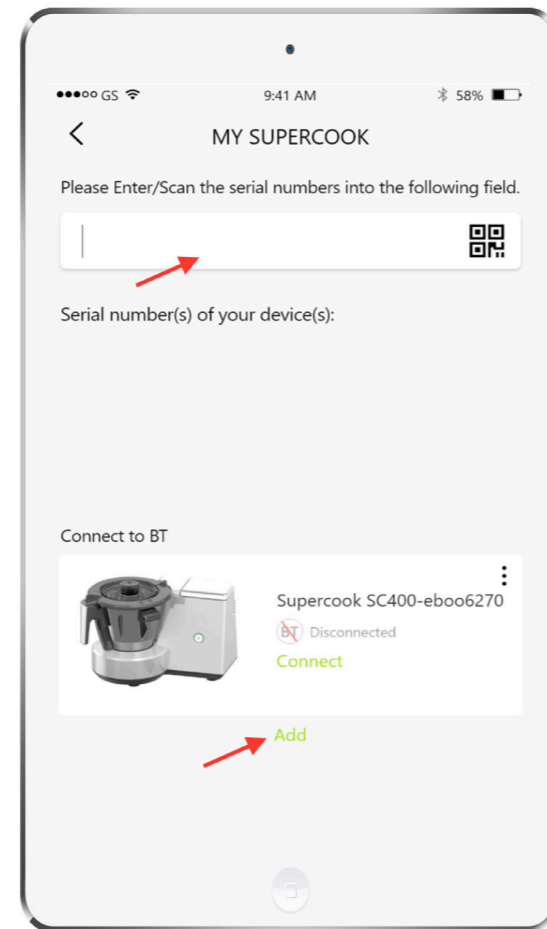 GS 9:41 AM 58%
MY SUPERCOOK
Please Enter/Scan the serial numbers into the following field.
Serial number(s) of your device(s):
Connect to BT
Supercook SC400-eboo6270
BT Disconnected
Connect
Add